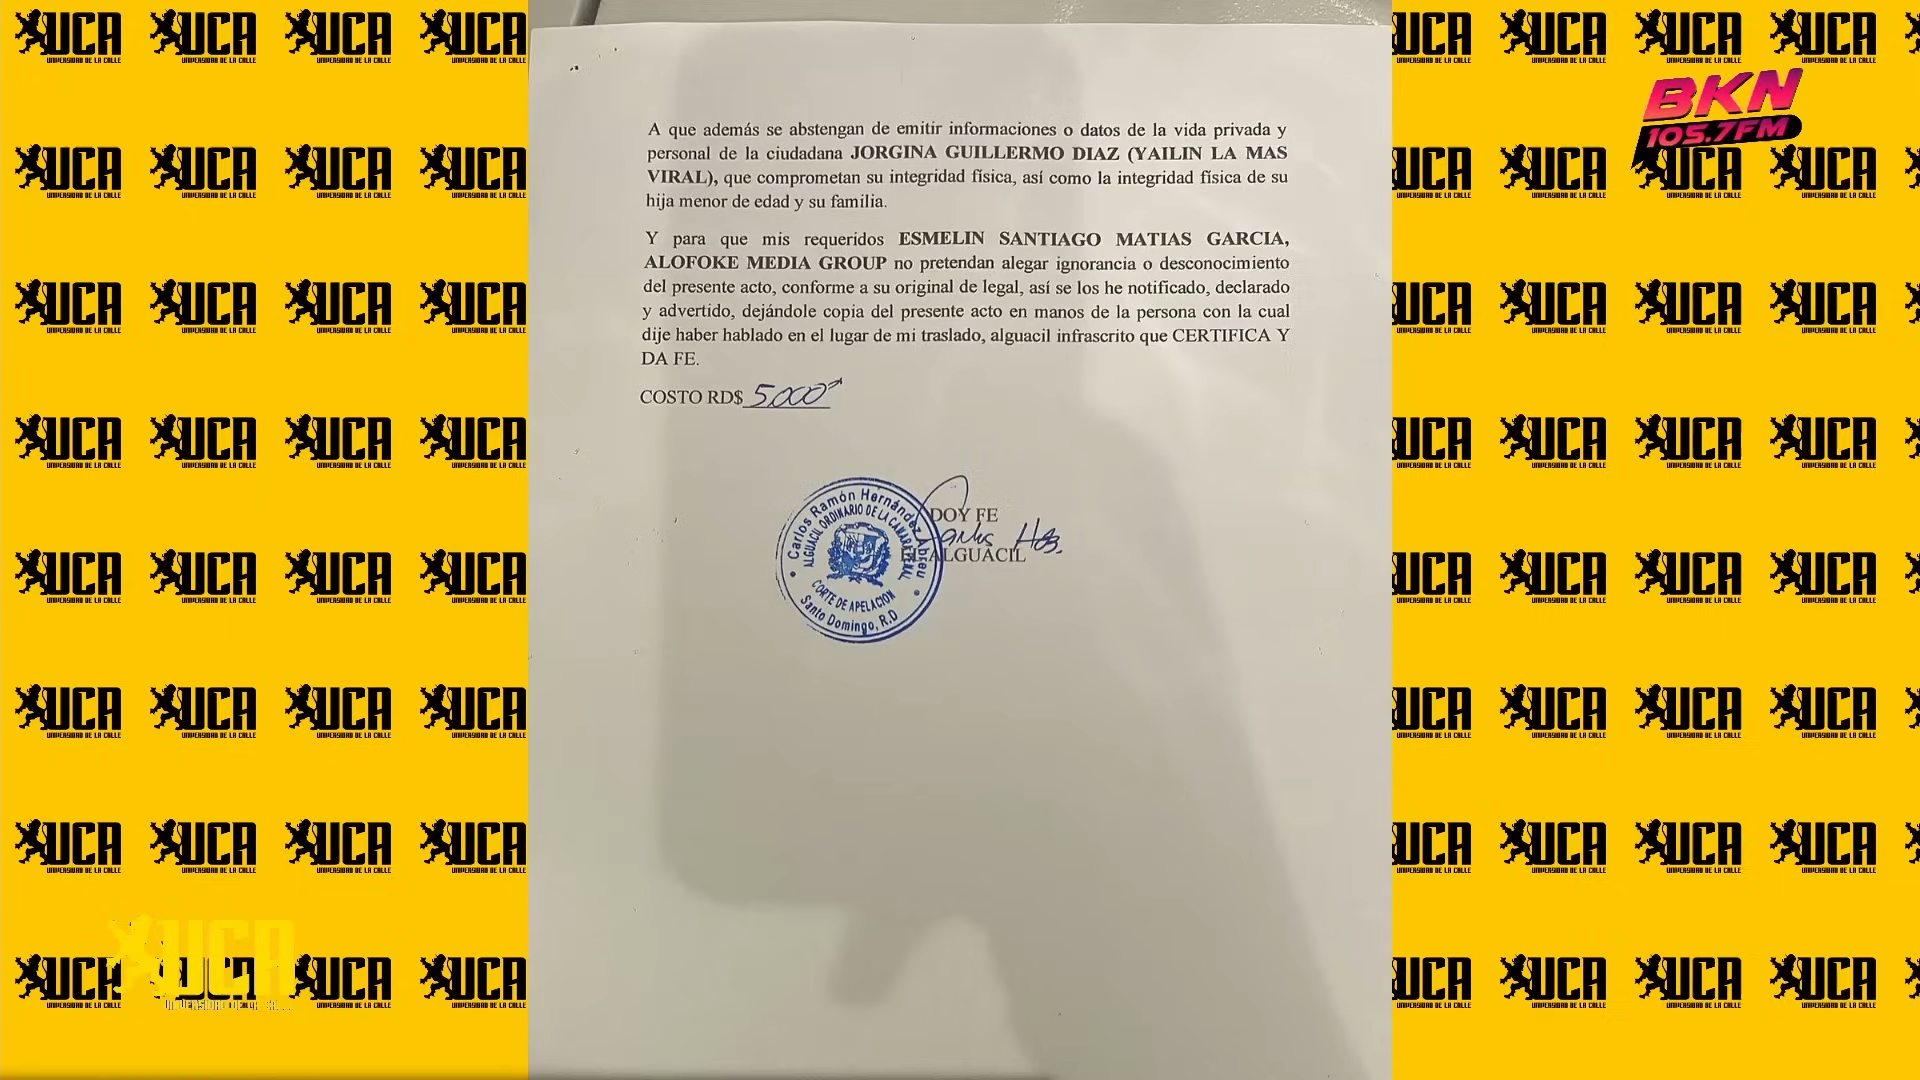 A que además se abstengan de emitir informaciones o datos de la vida privada y
personal de la ciudadana JORGINA GUILLERMO DIAZ (YAILIN LA MAS
VIRAL), que comprometan su integridad física, así como la integridad física de su
hija menor de edad y su familia.
Y para que mis requeridos ESMELIN SANTIAGO MATIAS GARCIA,
ALOFOKE MEDIA GROUP no pretendan alegar ignorancia o desconocimiento
del presente acto, conforme a su original de legal, así se los he notificado, declarado
y advertido, dejándole copia del presente acto en manos de la persona con la cual
dije haber hablado en el lugar de mi traslado, alguacil infrascrito que CERTIFICA Y
DA FE.
COSTO RD$ 5,000
DOY FE
ALGUACIL
Carlos Ramón Hernández Abreu
ALGUACIL ORDINARIO DE LA CAMARA PENAL
CORTE DE APELACION
Santo Domingo, R.D
BKN
105.7FM
UCA
UNIVERSIDAD DE LA CALLE